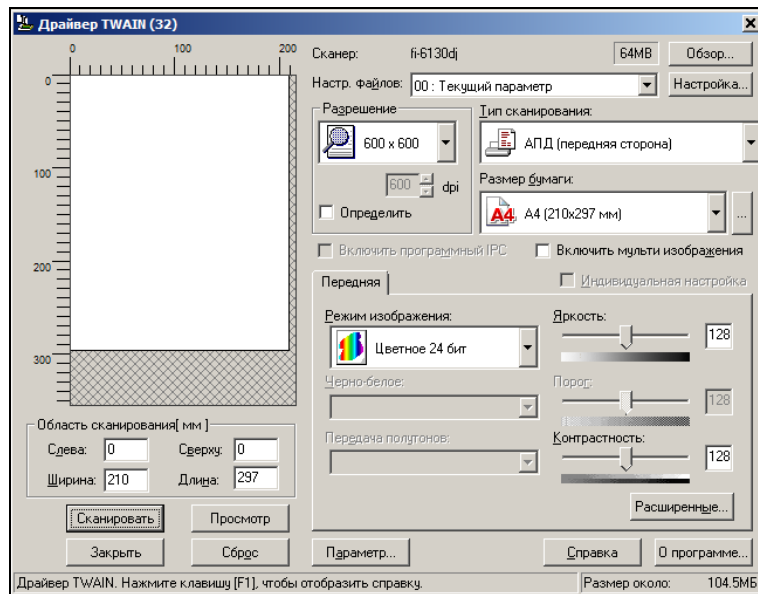 Драйвер TWAIN (32)
0 100 200
Сканер: fi-6130dj 64MB Обзор...
0
Настр. файлов: 00 : Текущий параметр Настройка...
Разрешение Тип сканирования:
600 x 600 АПД (передняя сторона)
100
600 dpi Размер бумаги:
Определить A4 A4 (210x297 мм) ...
Включить программный IPC Включить мульти изображения
200
Передняя Индивидуальная настройка
Режим изображения: Яркость:
Цветное 24 бит 128
300
Черно-белое: Порог:
128
Область сканирования[ мм ]
Слева: 0 Сверху: 0 Передача полутонов: Контрастность:
128
Ширина: 210 Длина: 297
Расширенные...
Сканировать Просмотр
Закрыть Сброс Параметр... Справка О программе...
Драйвер TWAIN. Нажмите клавишу [F1], чтобы отобразить справку. Размер около: 104.5МБ